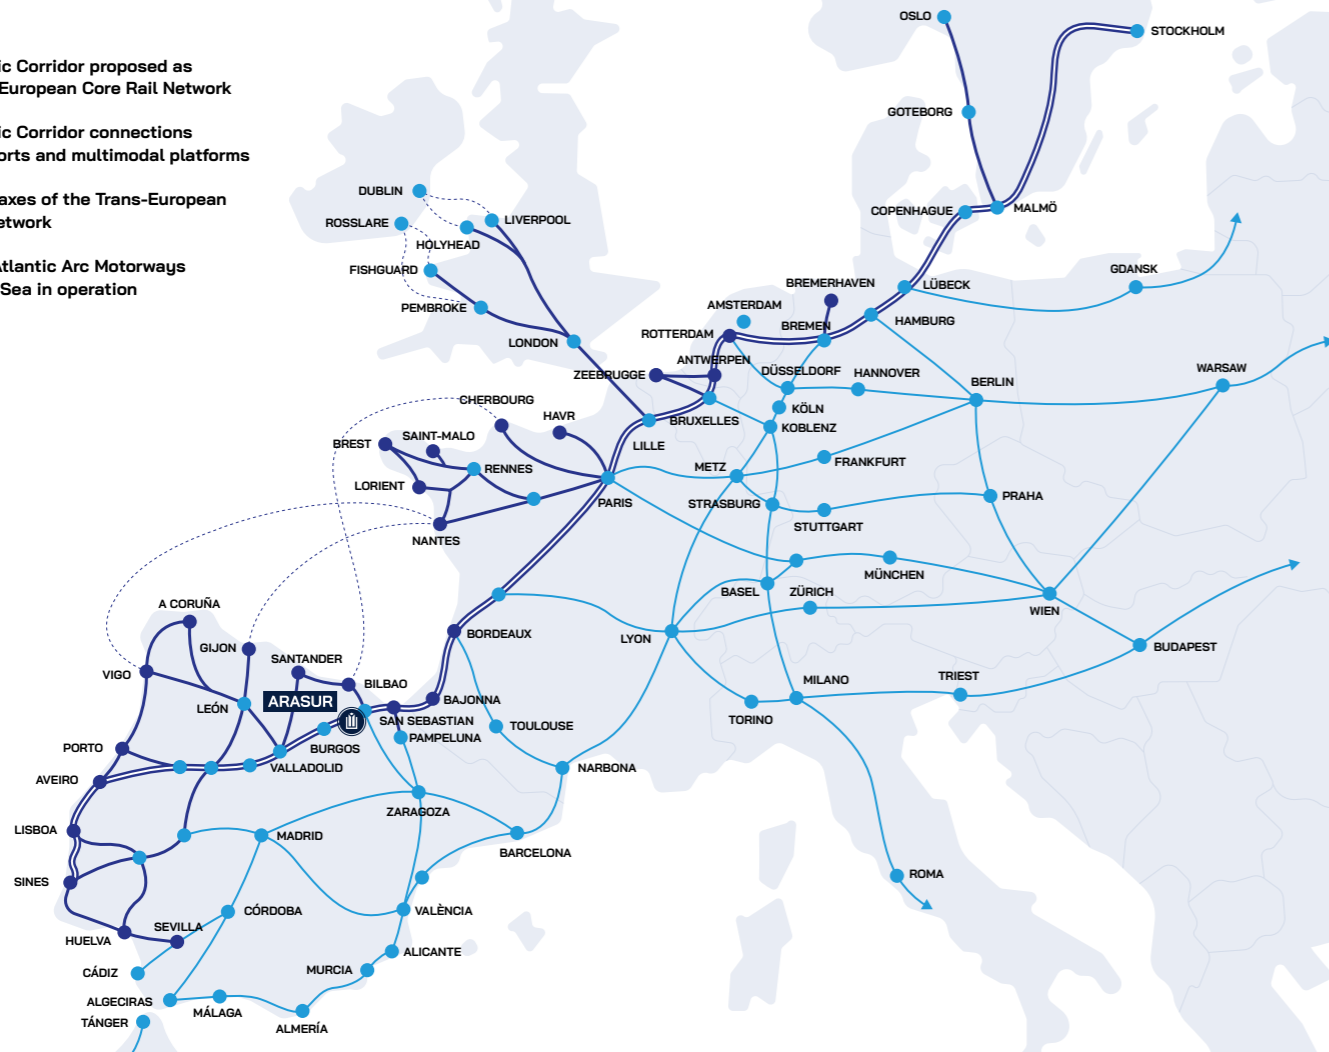 ic Corridor proposed as
European Core Rail Network
ic Corridor connections
orts and multimodal platforms
axes of the Trans-European
etwork
Atlantic Arc Motorways
Sea in operation
OSLO
STOCKHOLM
GOTEBORG
COPENHAGUE
MALMÖ
DUBLIN
ROSSLARE
LIVERPOOL
HOLYHEAD
FISHGUARD
PEMBROKE
LONDON
GDANSK
BREMERHAVEN
LÜBECK
AMSTERDAM
HAMBURG
BREMEN
ROTTERDAM
ANTWERPEN
ZEEBRUGGE
DÜSSELDORF
HANNOVER
BERLIN
WARSAW
KÖLN
BRUXELLES
KOBLENZ
LILLE
CHERBOURG
HAVR
BREST
SAINT-MALO
RENNES
LORIENT
NANTES
PARIS
METZ
FRANKFURT
STRASBURG
STUTTGART
PRAHA
MÜNCHEN
BASEL
ZÜRICH
WIEN
LYON
BUDAPEST
MILANO
TRIEST
TORINO
A CORUÑA
GIJON
BORDEAUX
SANTANDER
VIGO
BILBAO
LEÓN
ARASUR
BAJONNA
SAN SEBASTIAN
PAMPELUNA
TOULOUSE
BURGOS
PORTO
VALLADOLID
NARBONA
AVEIRO
ZARAGOZA
LISBOA
MADRID
BARCELONA
SINES
ROMA
CÓRDOBA
VALÈNCIA
SEVILLA
HUELVA
ALICANTE
CÁDIZ
MURCIA
ALGECIRAS
MÁLAGA
TÁNGER
ALMERÍA